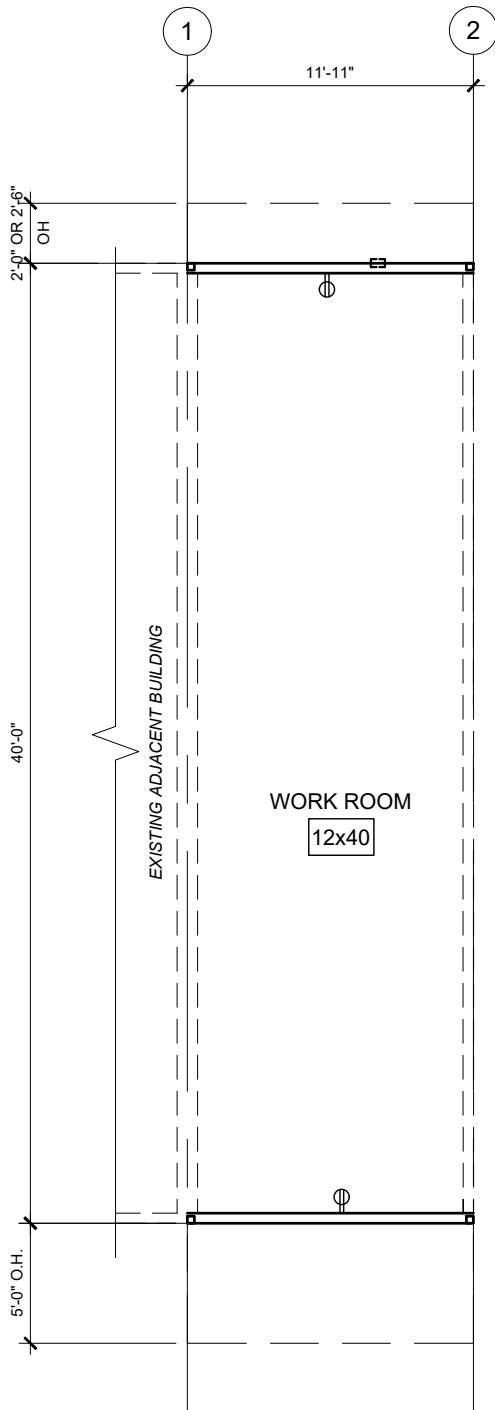 1
2
11'-11"
2'-0" OR 2'-6"
OH
40'-0"
EXISTING ADJACENT BUILDING
WORK ROOM
12x40
5'-0" O.H.